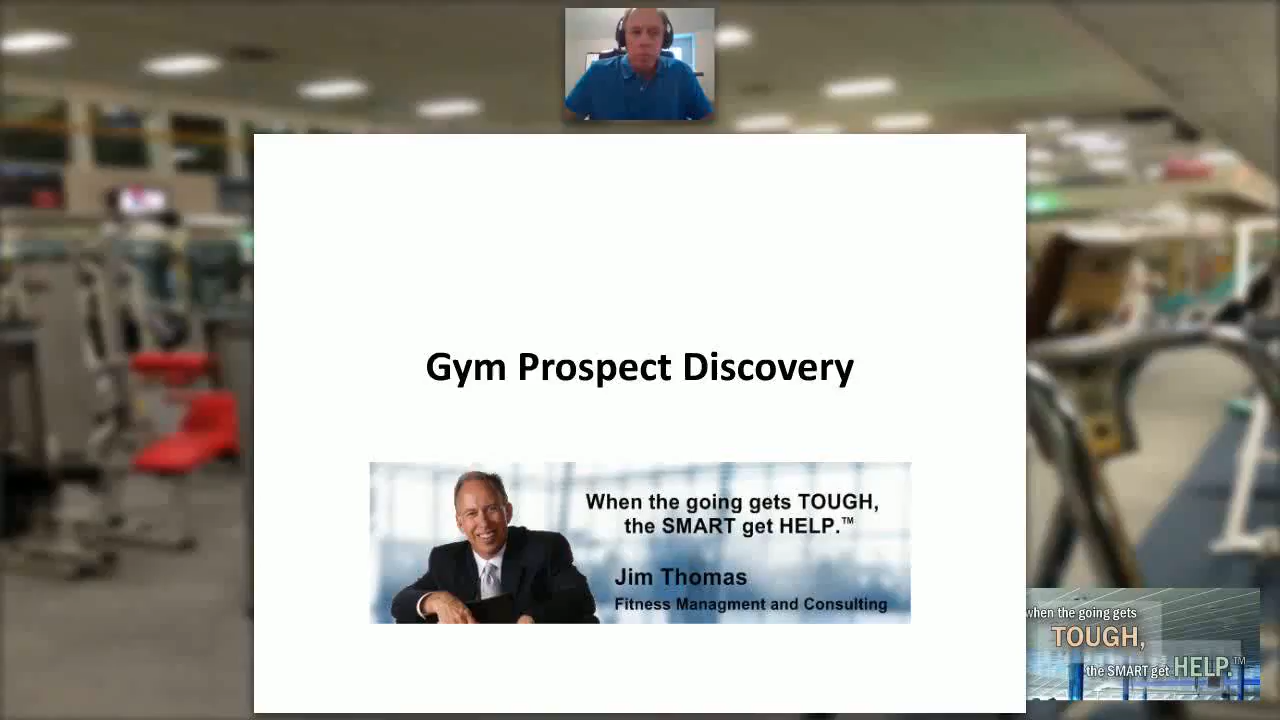 Gym Prospect Discovery
When the going gets TOUGH,
the SMART get HELP.™
Jim Thomas
Fitness Managment and Consulting
when the going gets
TOUGH,
the SMART get HELP.™